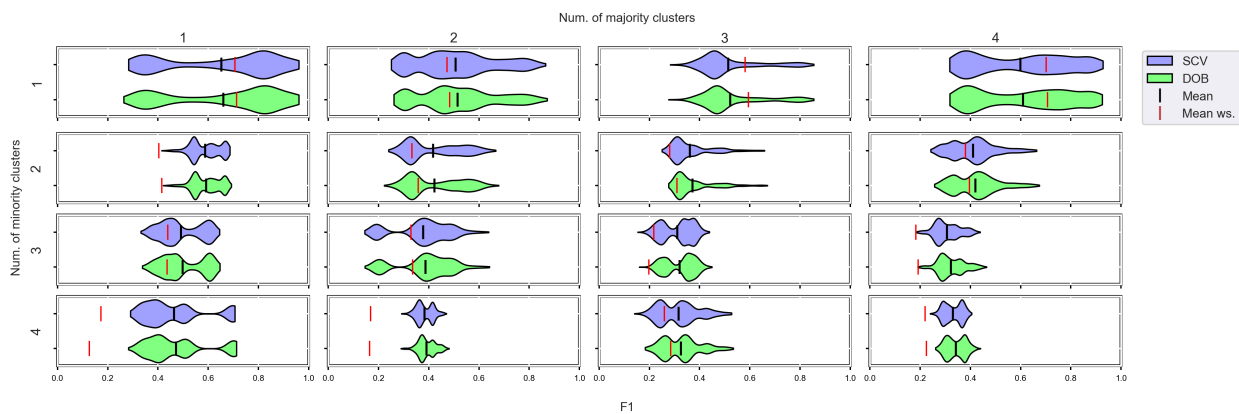 Num. of majority clusters
1 2 3 4
SCV
DOB
Mean
Mean ws.
Num. of minority clusters
1
2
3
4
0.0 0.2 0.4 0.6 0.8 1.0 0.0 0.2 0.4 0.6 0.8 1.0 0.0 0.2 0.4 0.6 0.8 1.0 0.0 0.2 0.4 0.6 0.8 1.0
F1